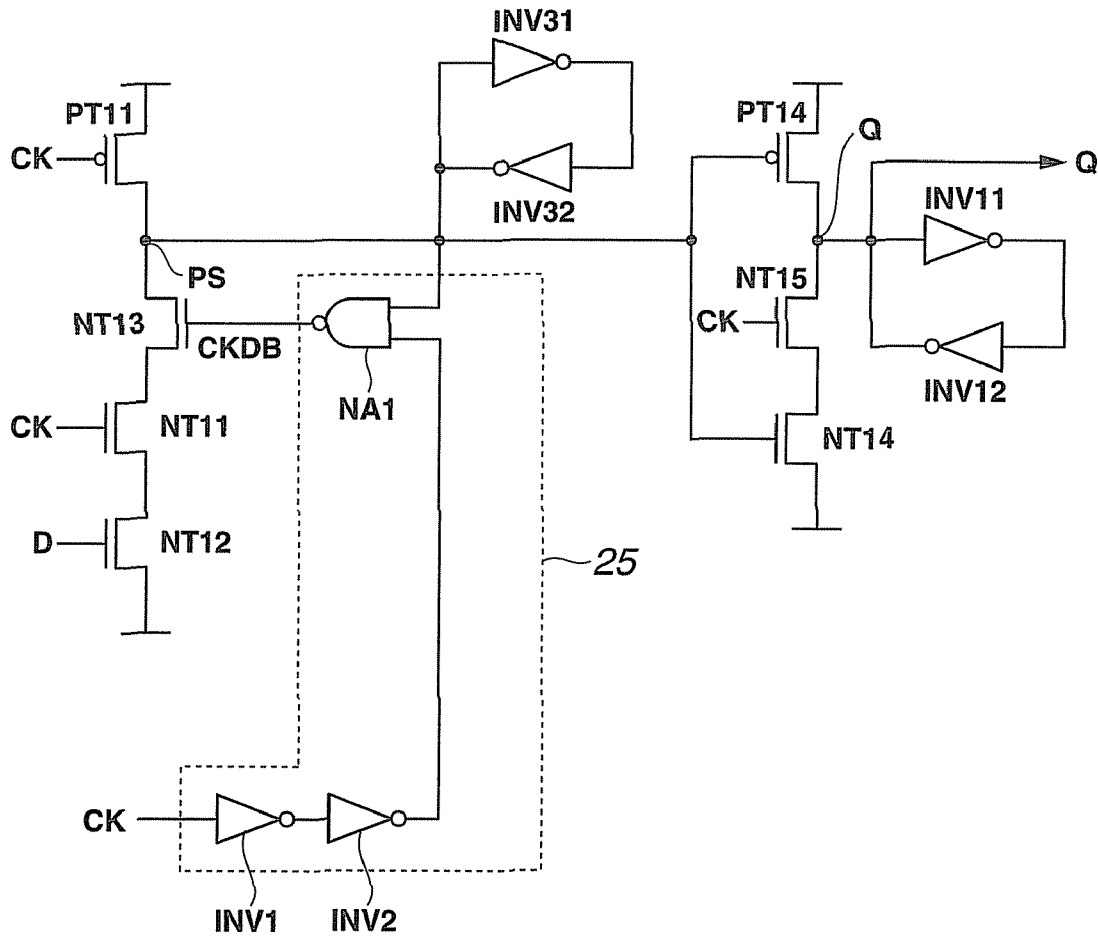 INV31
PT11
PT14
Q
CK
Q
INV32
INV11
PS
NT15
NT13
CK
CKDB
INV12
NA1
CK
NT11
NT14
D
NT12
25
CK
INV1
INV2